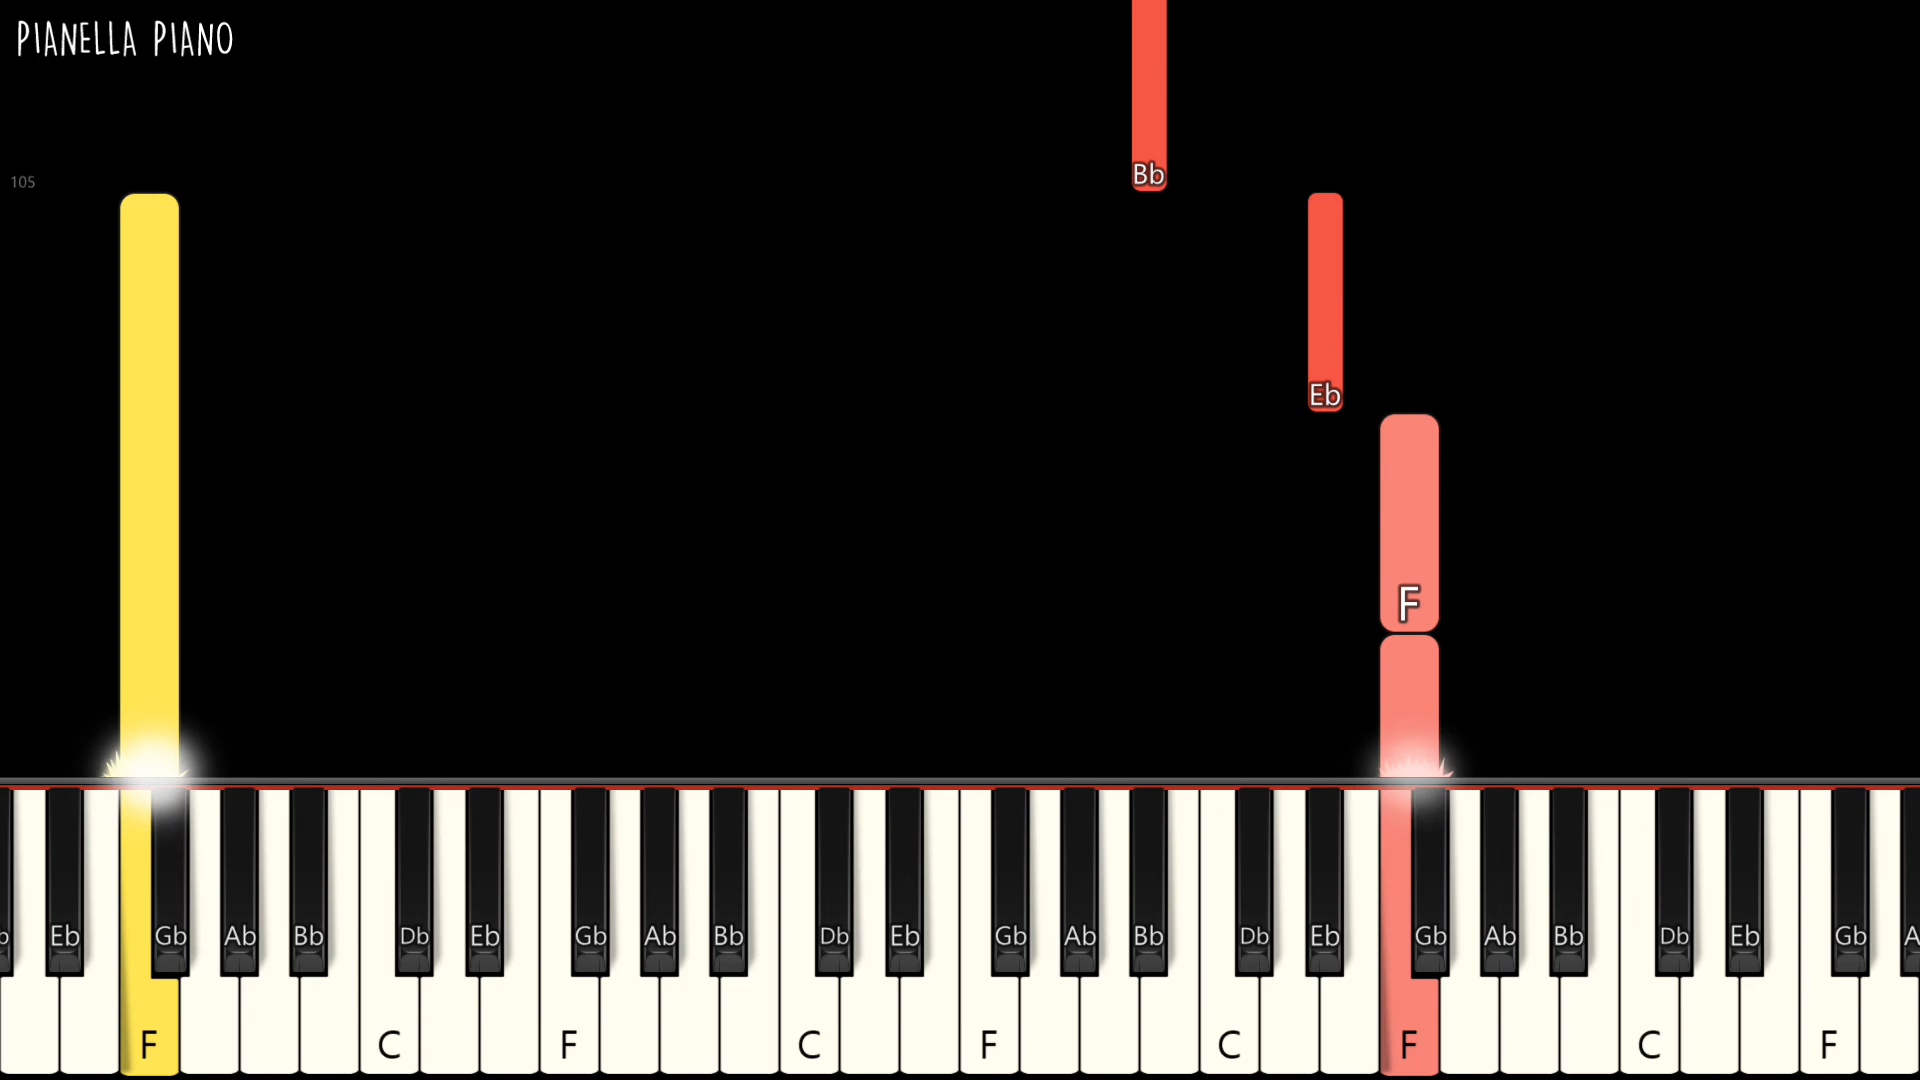 PIANELLA PIANO
105
Bb
Eb
F
Eb Gb Ab Bb Db Eb Gb Ab Bb Db Eb Gb Ab Bb Db Eb Gb Ab Bb Db Eb Gb
F C F C F C F C F